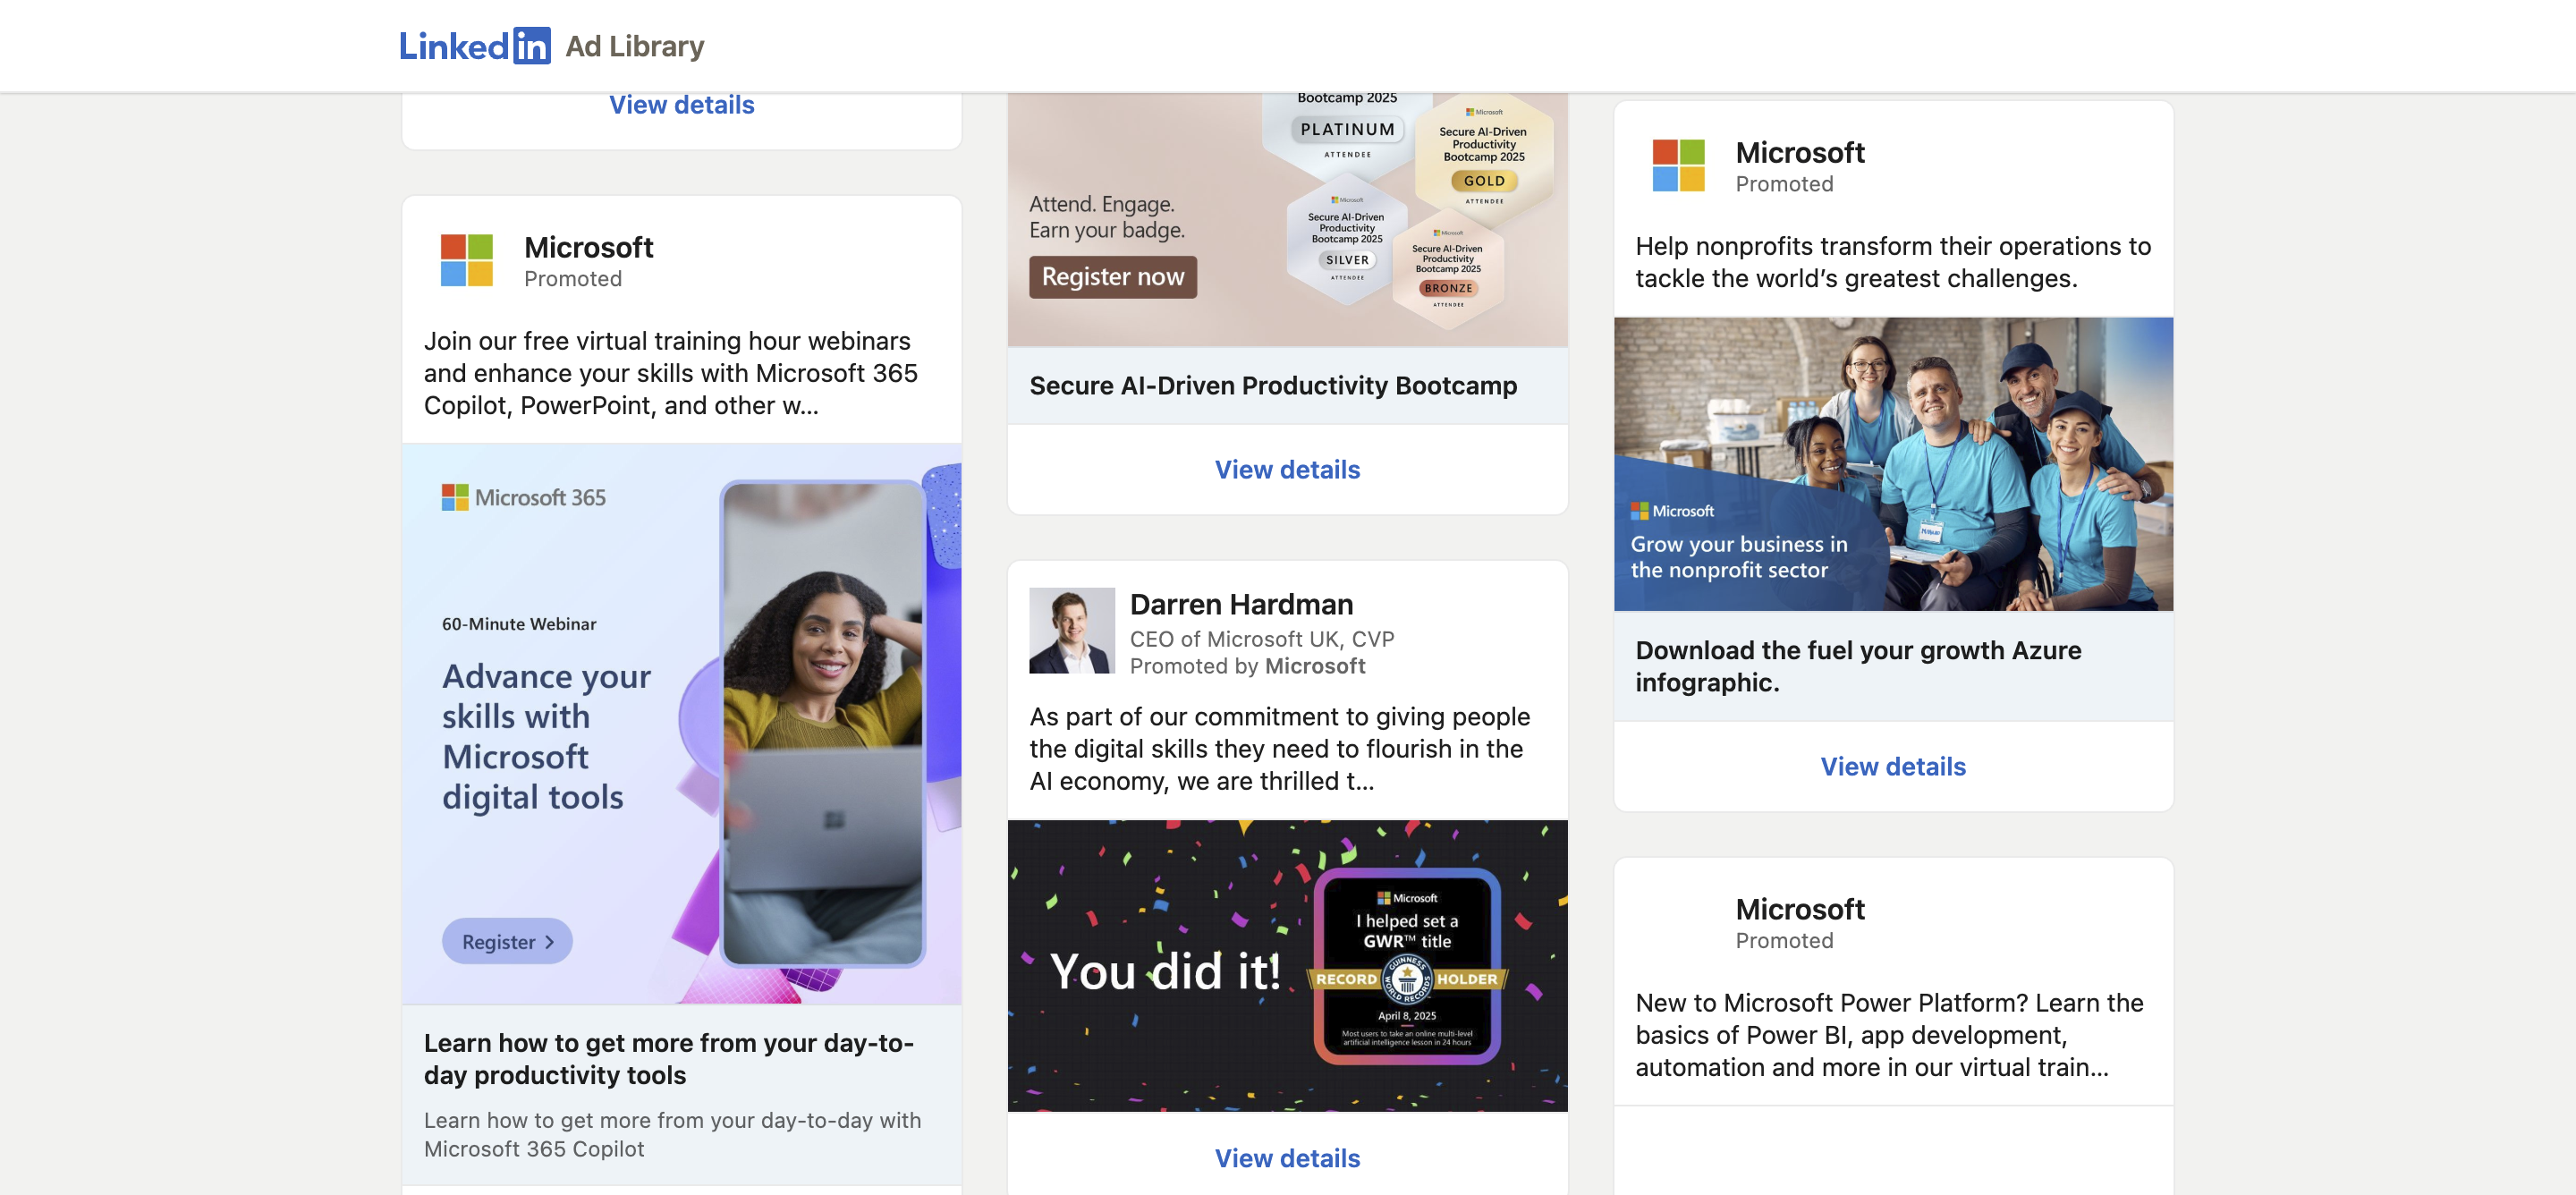 LinkedIn Ad Library
View details
Microsoft
Promoted
Join our free virtual training hour webinars
and enhance your skills with Microsoft 365
Copilot, PowerPoint, and other w...
Microsoft 365
60-Minute Webinar
Advance your
skills with
Microsoft
digital tools
Register >
Learn how to get more from your day-to-
day productivity tools
Learn how to get more from your day-to-day with
Microsoft 365 Copilot
Bootcamp 2025
PLATINUM
ATTENDEE
Microsoft
Secure AI-Driven
Productivity
Bootcamp 2025
GOLD
ATTENDEE
Attend. Engage.
Earn your badge.
Register now
Microsoft
Secure AI-Driven
Productivity
Bootcamp 2025
SILVER
ATTENDEE
Microsoft
Secure AI-Driven
Productivity
Bootcamp 2025
BRONZE
ATTENDEE
Secure AI-Driven Productivity Bootcamp
View details
Darren Hardman
CEO of Microsoft UK, CVP
Promoted by Microsoft
As part of our commitment to giving people
the digital skills they need to flourish in the
AI economy, we are thrilled t...
You did it!
Microsoft
I helped set a
GWR™ title
RECORD HOLDER
GUINNESS
WORLD RECORDS
April 8, 2025
Most users to take an online multi-level
artificial intelligence lesson in 24 hours
View details
Microsoft
Promoted
Help nonprofits transform their operations to
tackle the world’s greatest challenges.
Microsoft
Grow your business in
the nonprofit sector
Download the fuel your growth Azure
infographic.
View details
Microsoft
Promoted
New to Microsoft Power Platform? Learn the
basics of Power BI, app development,
automation and more in our virtual train...